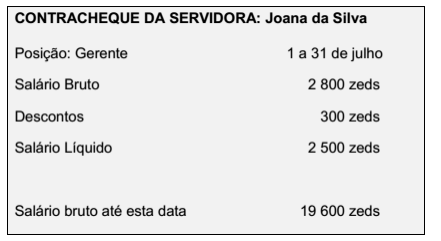 CONTRACHEQUE DA SERVIDORA: Joana da Silva
Posição: Gerente 1 a 31 de julho
Salário Bruto 2 800 zeds
Descontos 300 zeds
Salário Líquido 2 500 zeds
Salário bruto até esta data 19 600 zeds